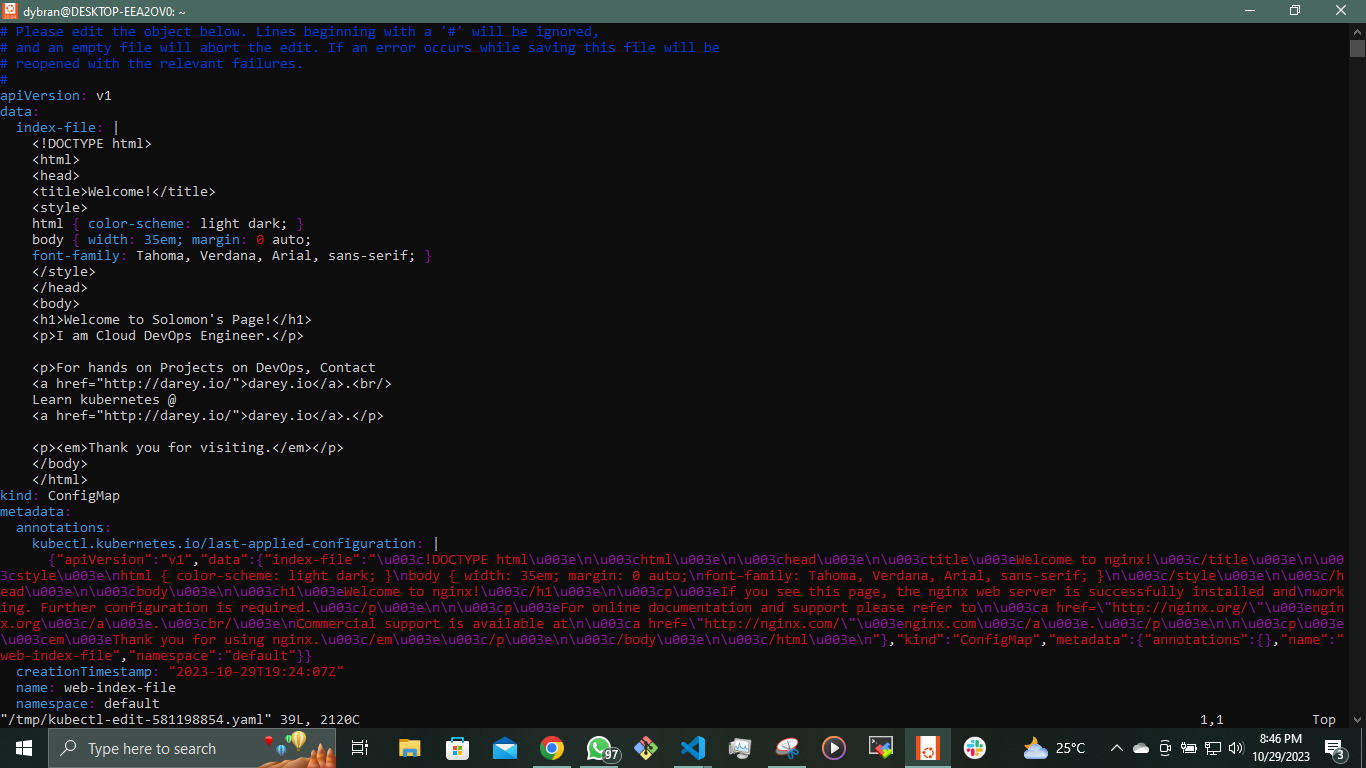 dybran@DESKTOP-EEA2OV0: ~
# Please edit the object below. Lines beginning with a '#' will be ignored,
# and an empty file will abort the edit. If an error occurs while saving this file will be
# reopened with the relevant failures.
#
apiVersion: v1
data:
  index-file: |
    <!DOCTYPE html>
    <html>
    <head>
    <title>Welcome!</title>
    <style>
    html { color-scheme: light dark; }
    body { width: 35em; margin: 0 auto;
    font-family: Tahoma, Verdana, Arial, sans-serif; }
    </style>
    </head>
    <body>
    <h1>Welcome to Solomon's Page!</h1>
    <p>I am Cloud DevOps Engineer.</p>

    <p>For hands on Projects on DevOps, Contact
    <a href="http://darey.io/">darey.io</a>.<br/>
    Learn kubernetes @
    <a href="http://darey.io/">darey.io</a>.</p>

    <p><em>Thank you for visiting.</em></p>
    </body>
    </html>
kind: ConfigMap
metadata:
  annotations:
    kubectl.kubernetes.io/last-applied-configuration: |
      {"apiVersion":"v1","data":{"index-file":"\u003c!DOCTYPE html\u003e\n\u003chtml\u003e\n\u003chead\u003e\n\u003ctitle\u003eWelcome to nginx!\u003c/title\u003e\n\u00
3cstyle\u003e\nhtml { color-scheme: light dark; }\nbody { width: 35em; margin: 0 auto;\nfont-family: Tahoma, Verdana, Arial, sans-serif; }\n\u003c/style\u003e\n\u003c/h
ead\u003e\n\u003cbody\u003e\n\u003ch1\u003eWelcome to nginx!\u003c/h1\u003e\n\u003cp\u003eIf you see this page, the nginx web server is successfully installed and\nwork
ing. Further configuration is required.\u003c/p\u003e\n\n\u003cp\u003eFor online documentation and support please refer to\n\u003ca href=\"http://nginx.org/\"\u003engin
x.org\u003c/a\u003e.\u003cbr/\u003e\nCommercial support is available at\n\u003ca href=\"http://nginx.com/\"\u003enginx.com\u003c/a\u003e.\u003c/p\u003e\n\n\u003cp\u003e
\u003cem\u003eThank you for using nginx.\u003c/em\u003e\u003c/p\u003e\n\u003c/body\u003e\n\u003c/html\u003e\n"},"kind":"ConfigMap","metadata":{"annotations":{},"name":"
web-index-file","namespace":"default"}}
  creationTimestamp: "2023-10-29T19:24:07Z"
  name: web-index-file
  namespace: default
"/tmp/kubectl-edit-581198854.yaml" 39L, 2120C 1,1 Top
Type here to search
97
25°C
8:46 PM
10/29/2023
3